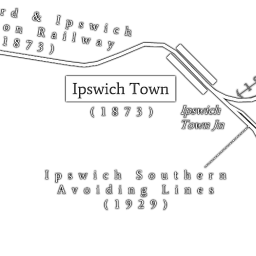 rd & Ipswich
on Railway
(1873)
Ipswich Town
(1873)
Ipswich
Town Jn
Ipswich Southern
Avoiding Lines
(1929)